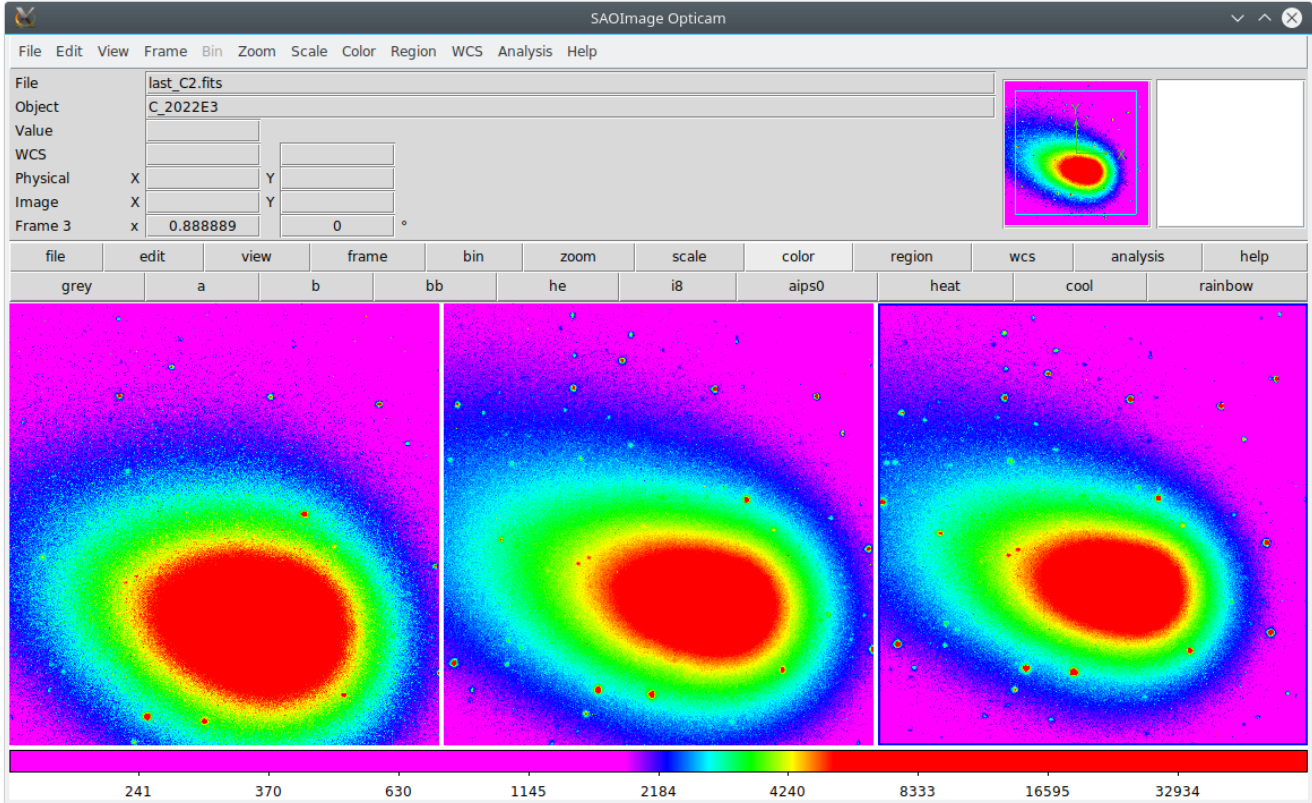 SAOImage Opticam
File Edit View Frame Bin Zoom Scale Color Region WCS Analysis Help
File last_C2.fits
Object C_2022E3
Value
WCS
Physical X Y
Image X Y
Frame 3 x 0.888889 0 °
Y
X
file edit view frame bin zoom scale color region wcs analysis help
grey a b bb he i8 aips0 heat cool rainbow
241 370 630 1145 2184 4240 8333 16595 32934